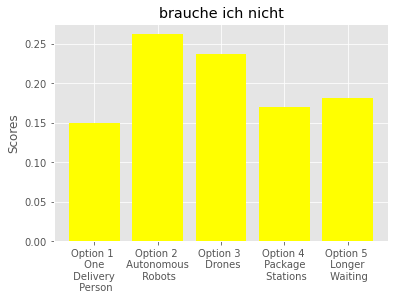 brauche ich nicht
Scores
0.25
0.20
0.15
0.10
0.05
0.00
Option 1
One
Delivery
Person
Option 2
Autonomous
Robots
Option 3
Drones
Option 4
Package
Stations
Option 5
Longer
Waiting